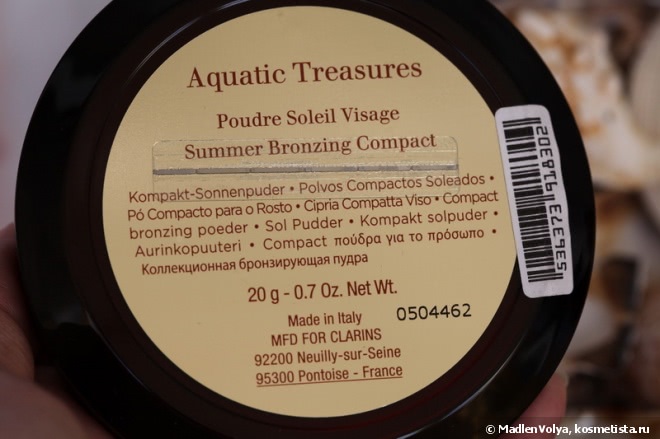 Aquatic Treasures
Poudre Soleil Visage
Summer Bronzing Compact
Kompakt-Sonnenpuder • Polvos Compactos Soleados •
Pó Compacto para o Rosto • Cipria Compatta Viso • Compact
bronzing poeder • Sol Pudder • Kompakt solpuder •
Aurinkopuuteri • Compact πούδρα για το πρόσωπο •
Коллекционная бронзирующая пудра
20 g - 0.7 Oz. Net Wt.
Made in Italy
0504462
MFD FOR CLARINS
92200 Neuilly-sur-Seine
95300 Pontoise - France
© MadlenVolya, kosmetista.ru